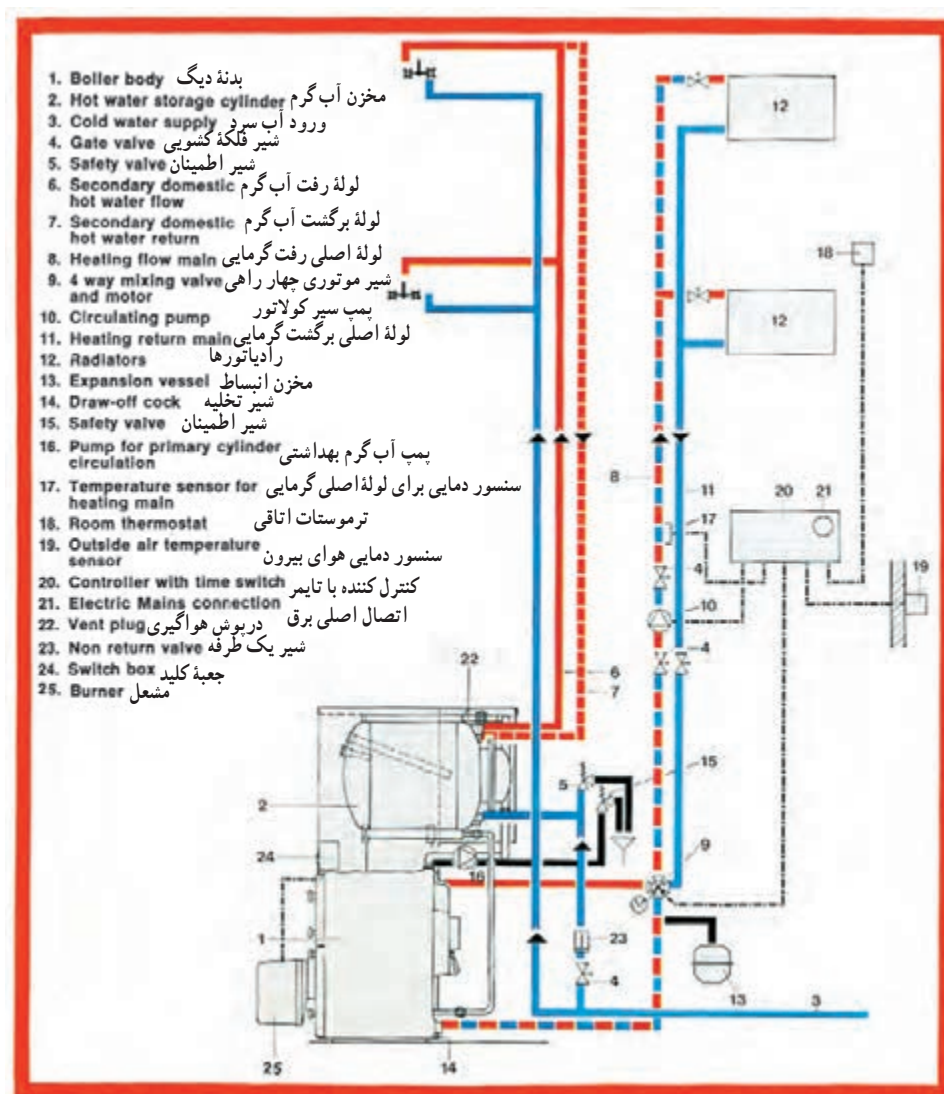 1. Boiler body بدنهٔ دیگ
2. Hot water storage cylinder مخزن آب گرم
3. Cold water supply ورود آب سرد
4. Gate valve شیر فلکهٔ کشویی
5. Safety valve شیر اطمینان
6. Secondary domestic لولهٔ رفت آب گرم
hot water flow
7. Secondary domestic لولهٔ برگشت آب گرم
hot water return
8. Heating flow main لولهٔ اصلی رفت گرمایی
9. 4 way mixing valve شیر موتوری چهار راهی
and motor
10. Circulating pump پمپ سیر کولاتور
11. Heating return main لولهٔ اصلی برگشت گرمایی
12. Radiators رادیاتورها
13. Expansion vessel مخزن انبساط
14. Draw-off cock شیر تخلیه
15. Safety valve شیر اطمینان
16. Pump for primary cylinder پمپ آب گرم بهداشتی
circulation
17. Temperature sensor for سنسور دمایی برای لولهٔ اصلی گرمایی
heating main
18. Room thermostat ترموستات اتاقی
19. Outside air temperature سنسور دمایی هوای بیرون
sensor
20. Controller with time switch کنترل کننده با تایمر
21. Electric Mains connection اتصال اصلی برق
22. Vent plug درپوش هواگیری
23. Non return valve شیر یک طرفه
24. Switch box جعبهٔ کلید
25. Burner مشعل
12
18
12
8
11
20
21
17
4
19
10
4
22
6
7
15
5
2
9
24
16
1
23
4
13
3
25
14